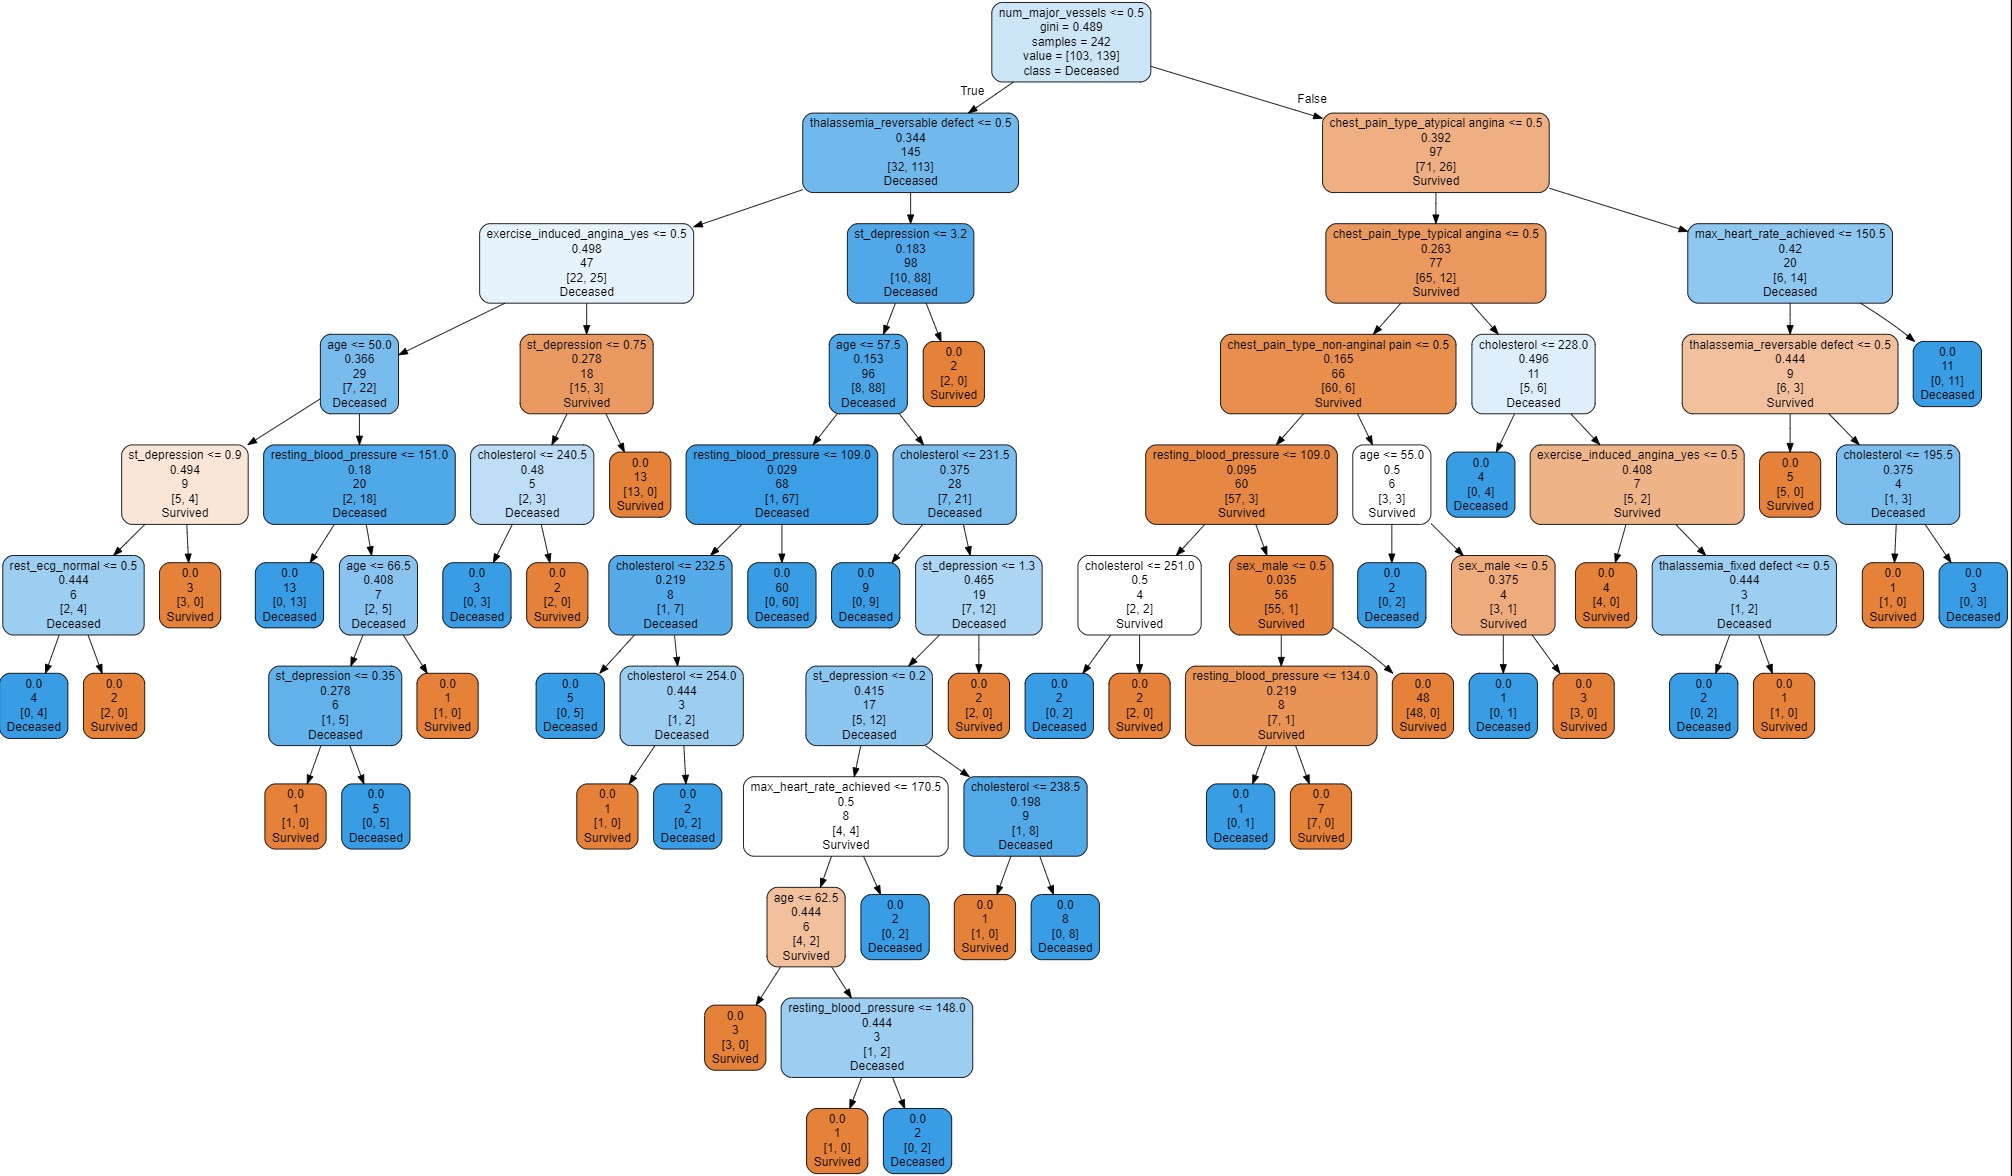 num_major_vessels <= 0.5
gini = 0.489
samples = 242
value = [103, 139]
class = Deceased
True
False
thalassemia_reversable defect <= 0.5
0.344
145
[32, 113]
Deceased
chest_pain_type_atypical angina <= 0.5
0.392
97
[71, 26]
Survived
exercise_induced_angina_yes <= 0.5
0.498
47
[22, 25]
Deceased
st_depression <= 3.2
0.183
98
[10, 88]
Deceased
chest_pain_type_typical angina <= 0.5
0.263
77
[65, 12]
Survived
max_heart_rate_achieved <= 150.5
0.42
20
[6, 14]
Deceased
age <= 50.0
0.366
29
[7, 22]
Deceased
st_depression <= 0.75
0.278
18
[15, 3]
Survived
age <= 57.5
0.153
96
[8, 88]
Deceased
0.0
2
[2, 0]
Survived
chest_pain_type_non-anginal pain <= 0.5
0.165
66
[60, 6]
Survived
cholesterol <= 228.0
0.496
11
[5, 6]
Deceased
thalassemia_reversable defect <= 0.5
0.444
9
[6, 3]
Survived
0.0
11
[0, 11]
Deceased
st_depression <= 0.9
0.494
9
[5, 4]
Survived
resting_blood_pressure <= 151.0
0.18
20
[2, 18]
Deceased
cholesterol <= 240.5
0.48
5
[2, 3]
Deceased
0.0
13
[13, 0]
Survived
resting_blood_pressure <= 109.0
0.029
68
[1, 67]
Deceased
cholesterol <= 231.5
0.375
28
[7, 21]
Deceased
resting_blood_pressure <= 109.0
0.095
60
[57, 3]
Survived
age <= 55.0
0.5
6
[3, 3]
Survived
0.0
4
[0, 4]
Deceased
exercise_induced_angina_yes <= 0.5
0.408
7
[5, 2]
Survived
0.0
5
[5, 0]
Survived
cholesterol <= 195.5
0.375
4
[1, 3]
Deceased
rest_ecg_normal <= 0.5
0.444
6
[2, 4]
Deceased
0.0
3
[3, 0]
Survived
0.0
13
[0, 13]
Deceased
age <= 66.5
0.408
7
[2, 5]
Deceased
0.0
3
[0, 3]
Deceased
0.0
2
[2, 0]
Survived
cholesterol <= 232.5
0.219
8
[1, 7]
Deceased
0.0
60
[0, 60]
Deceased
0.0
9
[0, 9]
Deceased
st_depression <= 1.3
0.465
19
[7, 12]
Deceased
cholesterol <= 251.0
0.5
4
[2, 2]
Survived
sex_male <= 0.5
0.035
56
[55, 1]
Survived
0.0
2
[0, 2]
Deceased
sex_male <= 0.5
0.375
4
[3, 1]
Survived
0.0
4
[4, 0]
Survived
thalassemia_fixed defect <= 0.5
0.444
3
[1, 2]
Deceased
0.0
1
[1, 0]
Survived
0.0
3
[0, 3]
Deceased
0.0
4
[0, 4]
Deceased
0.0
2
[2, 0]
Survived
st_depression <= 0.35
0.278
6
[1, 5]
Deceased
0.0
1
[1, 0]
Survived
0.0
5
[0, 5]
Deceased
cholesterol <= 254.0
0.444
3
[1, 2]
Deceased
st_depression <= 0.2
0.415
17
[5, 12]
Deceased
0.0
2
[2, 0]
Survived
0.0
2
[0, 2]
Deceased
0.0
2
[2, 0]
Survived
resting_blood_pressure <= 134.0
0.219
8
[7, 1]
Survived
0.0
48
[48, 0]
Survived
0.0
1
[0, 1]
Deceased
0.0
3
[3, 0]
Survived
0.0
2
[0, 2]
Deceased
0.0
1
[1, 0]
Survived
0.0
1
[1, 0]
Survived
0.0
5
[0, 5]
Deceased
0.0
1
[1, 0]
Survived
0.0
2
[0, 2]
Deceased
max_heart_rate_achieved <= 170.5
0.5
8
[4, 4]
Survived
cholesterol <= 238.5
0.198
9
[1, 8]
Deceased
0.0
1
[0, 1]
Deceased
0.0
7
[7, 0]
Survived
age <= 62.5
0.444
6
[4, 2]
Survived
0.0
2
[0, 2]
Deceased
0.0
1
[1, 0]
Survived
0.0
8
[0, 8]
Deceased
0.0
3
[3, 0]
Survived
resting_blood_pressure <= 148.0
0.444
3
[1, 2]
Deceased
0.0
1
[1, 0]
Survived
0.0
2
[0, 2]
Deceased